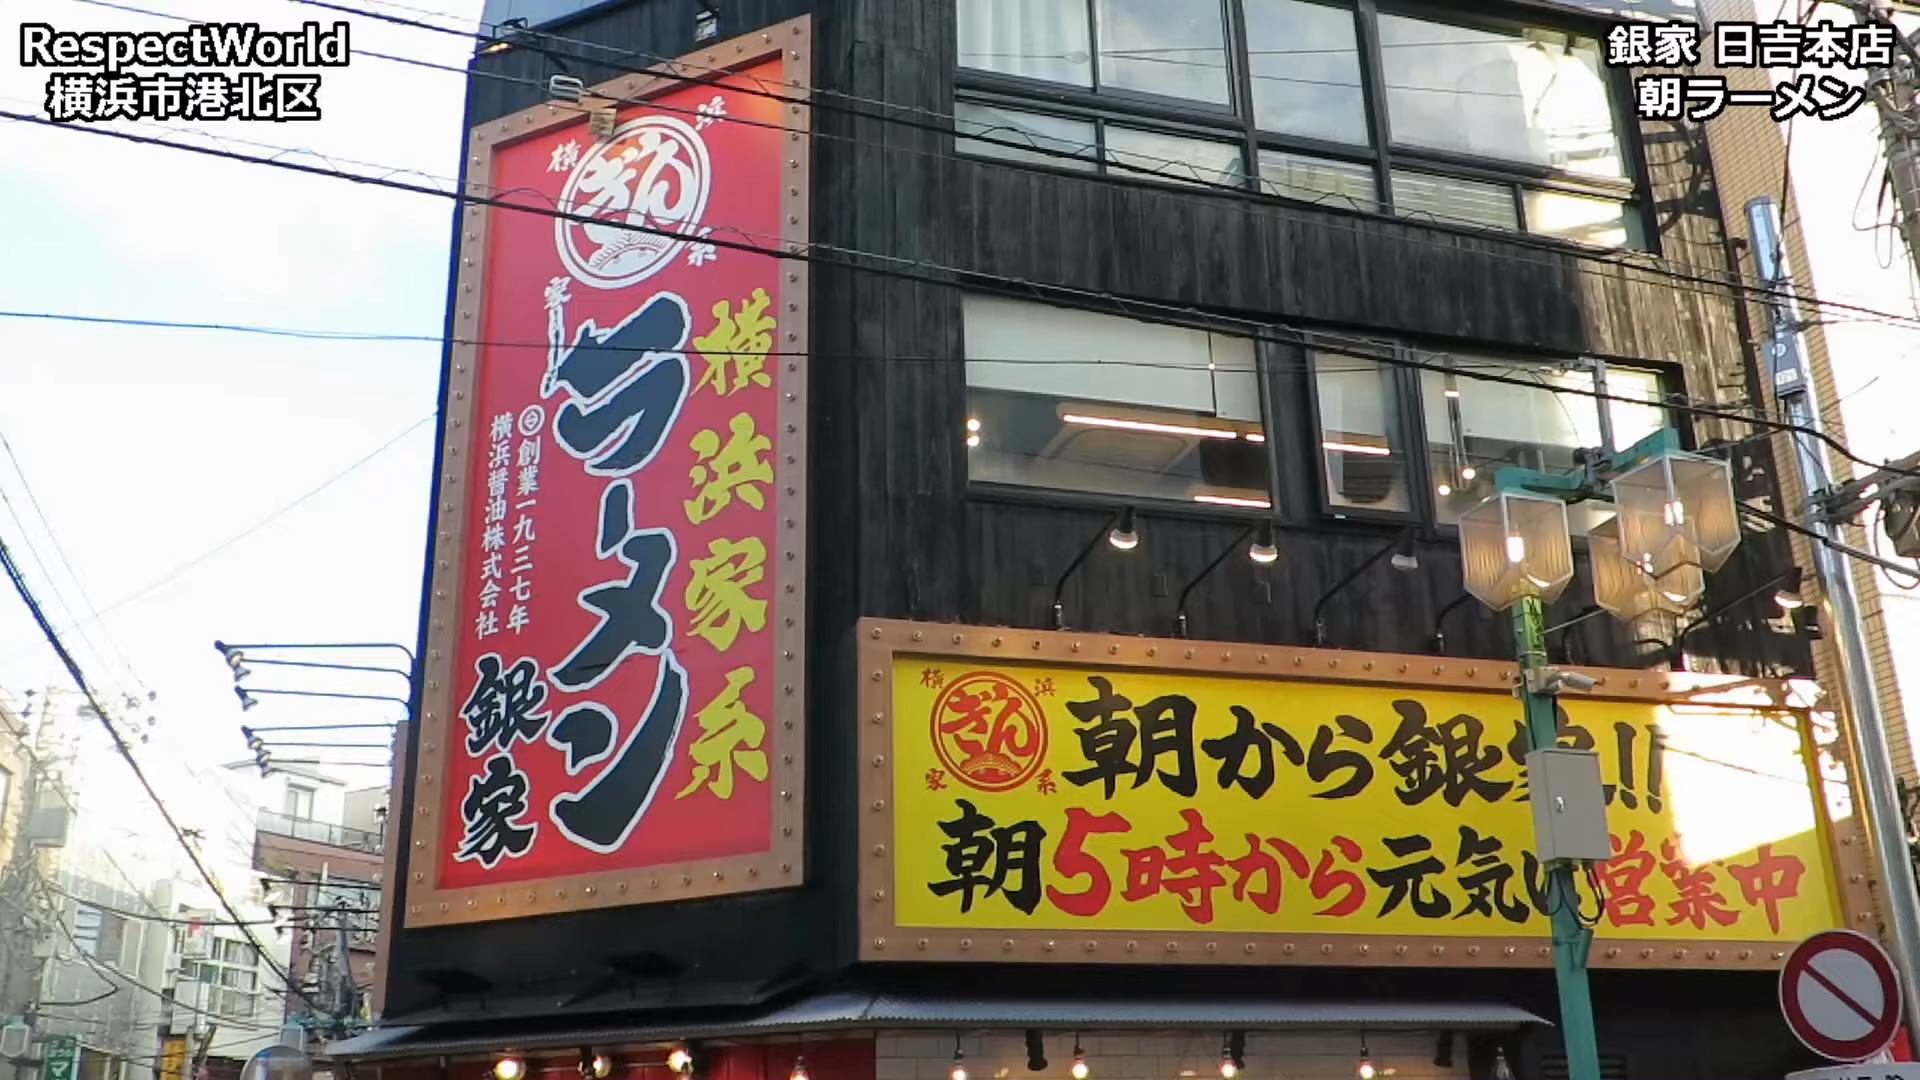 RespectWorld
横浜市港北区
銀家 日吉本店
朝ラーメン
横浜家系
ぎん
横浜家系
ラーメン
創業一九三七年
横浜醤油株式会社
銀家
横浜家系
ぎん
朝から銀家!!
朝5時から元気に営業中